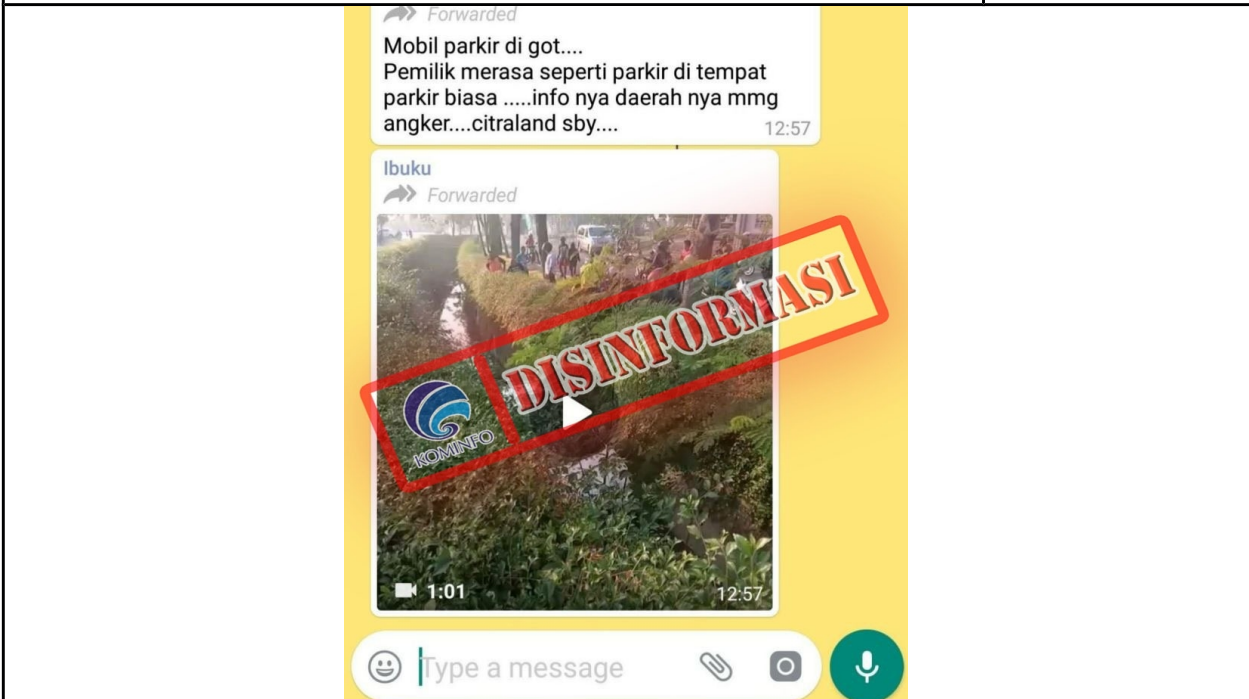 Forwarded
Mobil parkir di got....
Pemilik merasa seperti parkir di tempat
parkir biasa .....info nya daerah nya mmg
angker....citraland sby....
12:57
Ibuku
Forwarded
DISINFORMASI
KOMINFO
1:01
12:57
Type a message